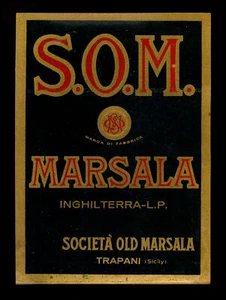 S.O.M.
MARCA DI FABBRICA
MARSALA
INGHILTERRA-L.P.
SOCIETÀ OLD MARSALA
TRAPANI (Sicily)